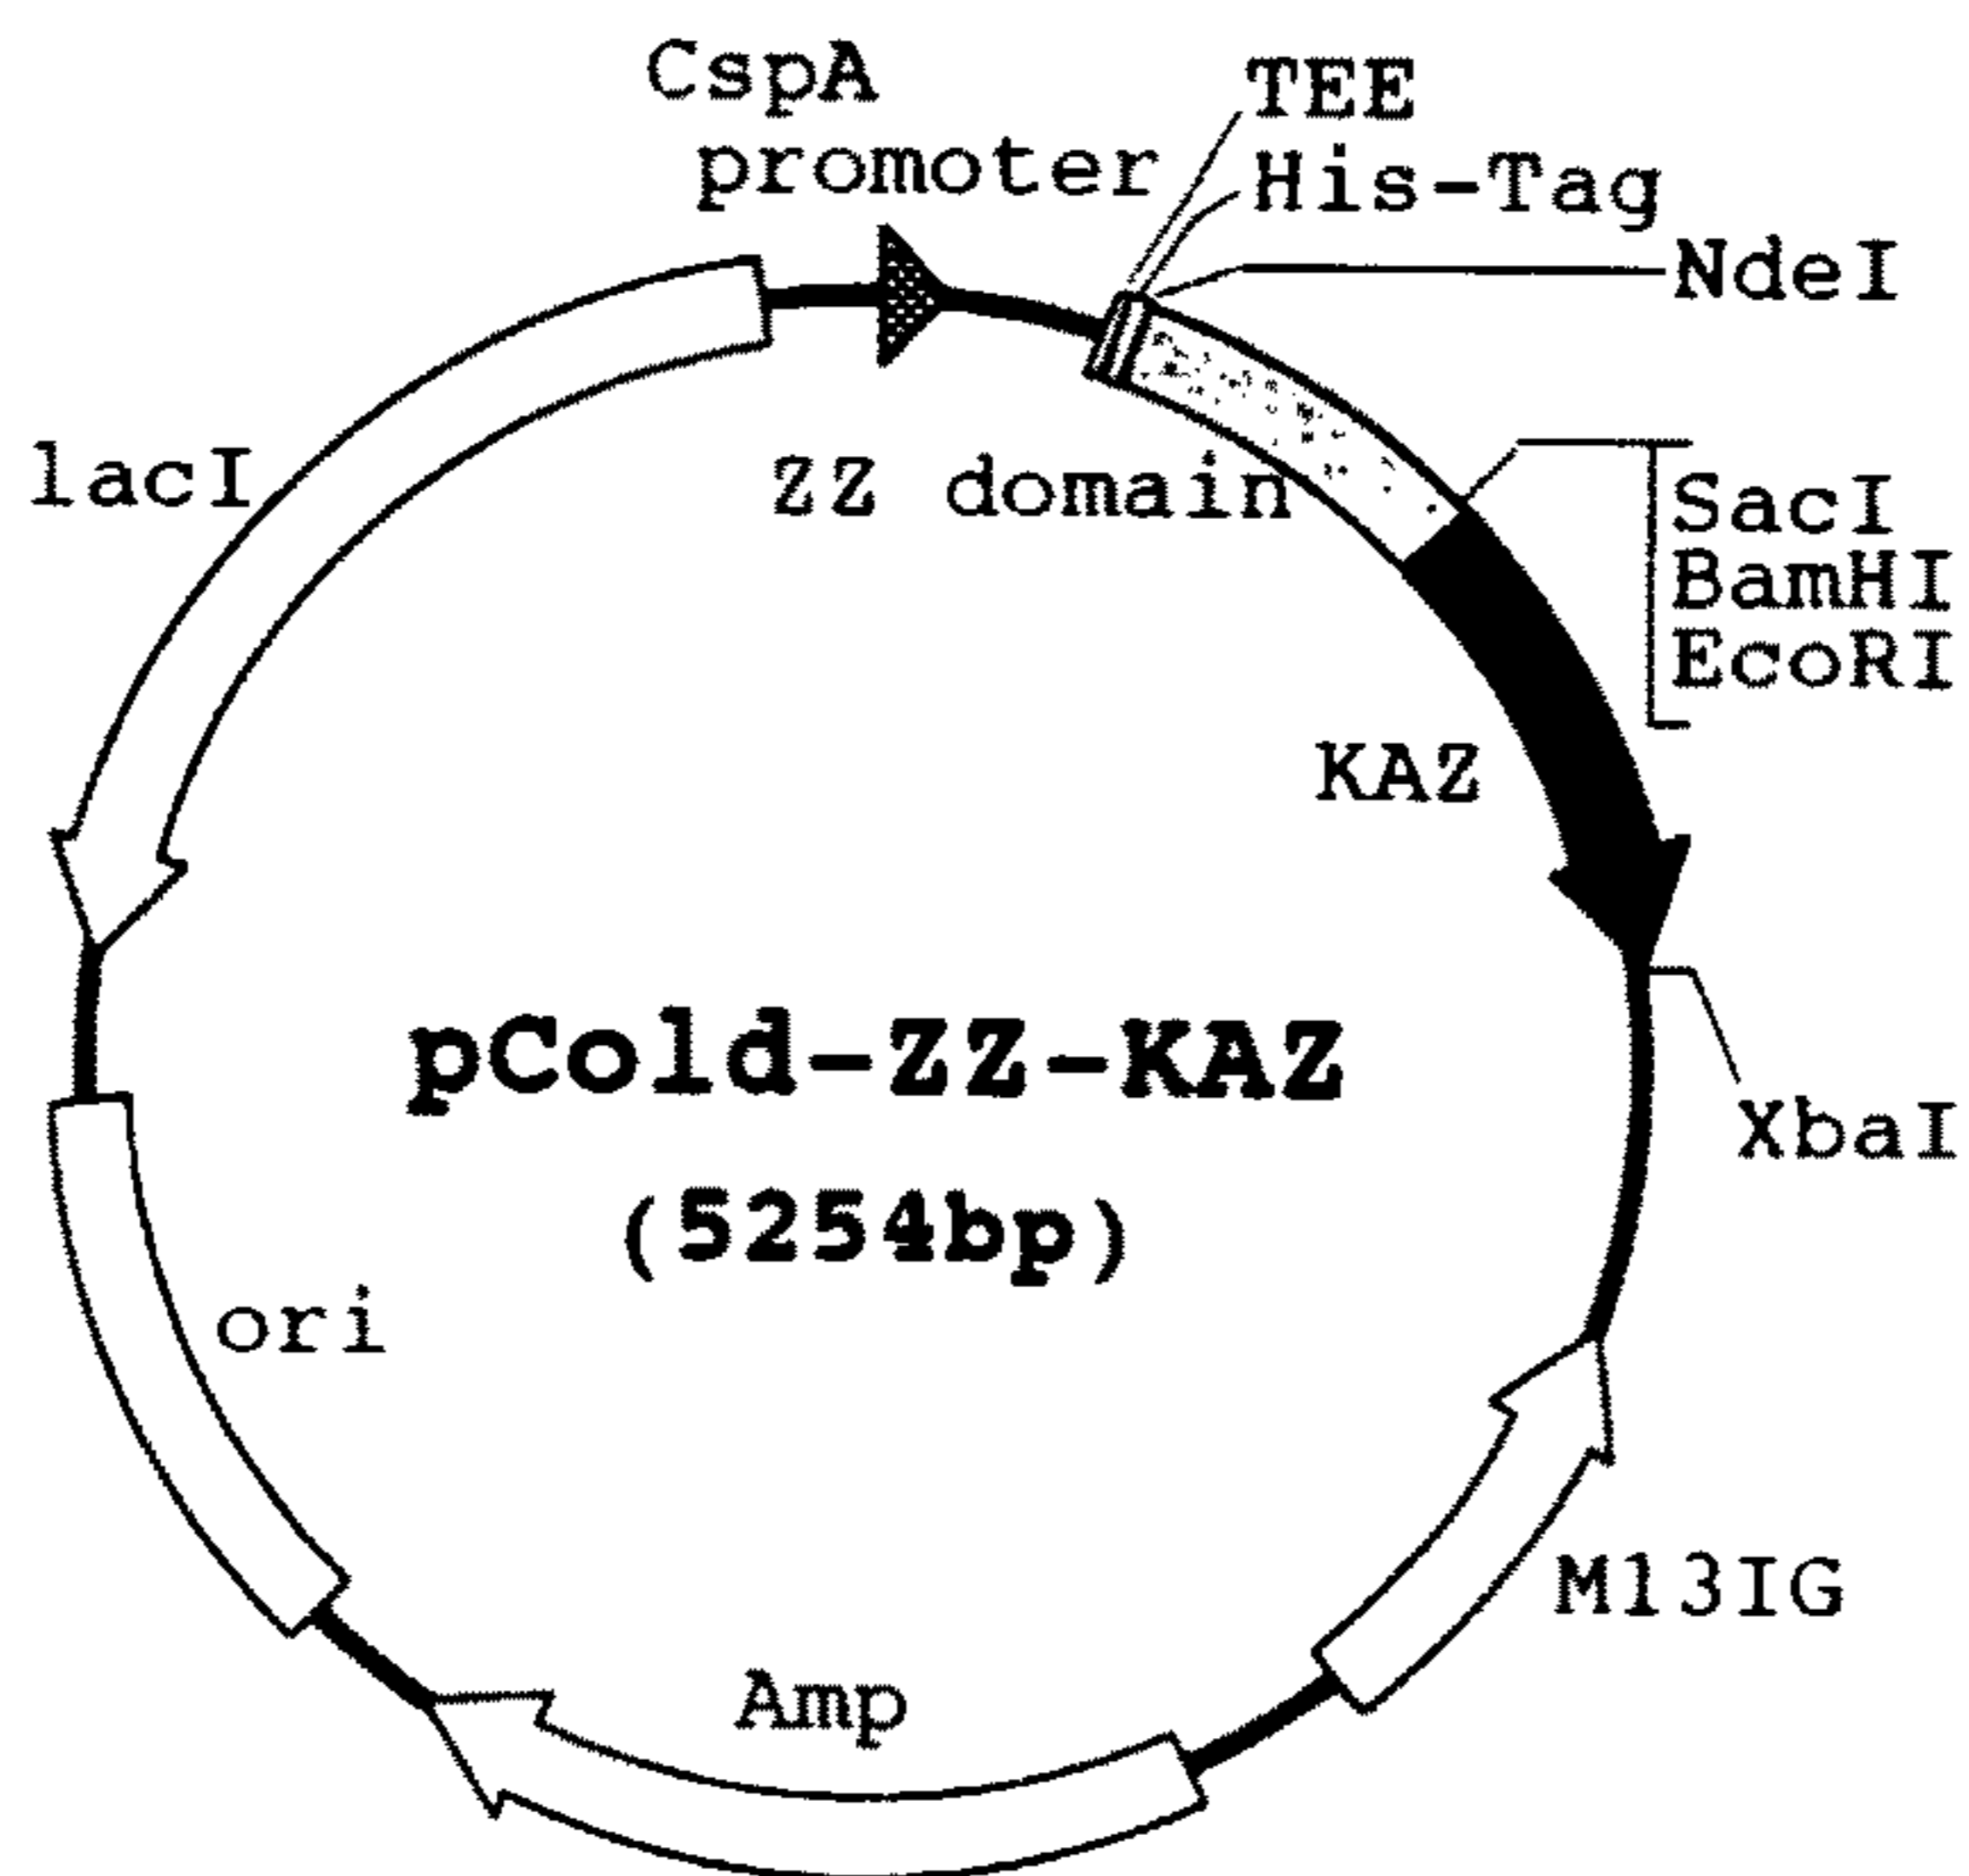 CspA
promoter
TEE
His-Tag
NdeI
lacI
ZZ domain
SacI
BamHI
EcoRI
KAZ
pCold-ZZ-KAZ
(5254bp)
XbaI
ori
M13IG
Amp